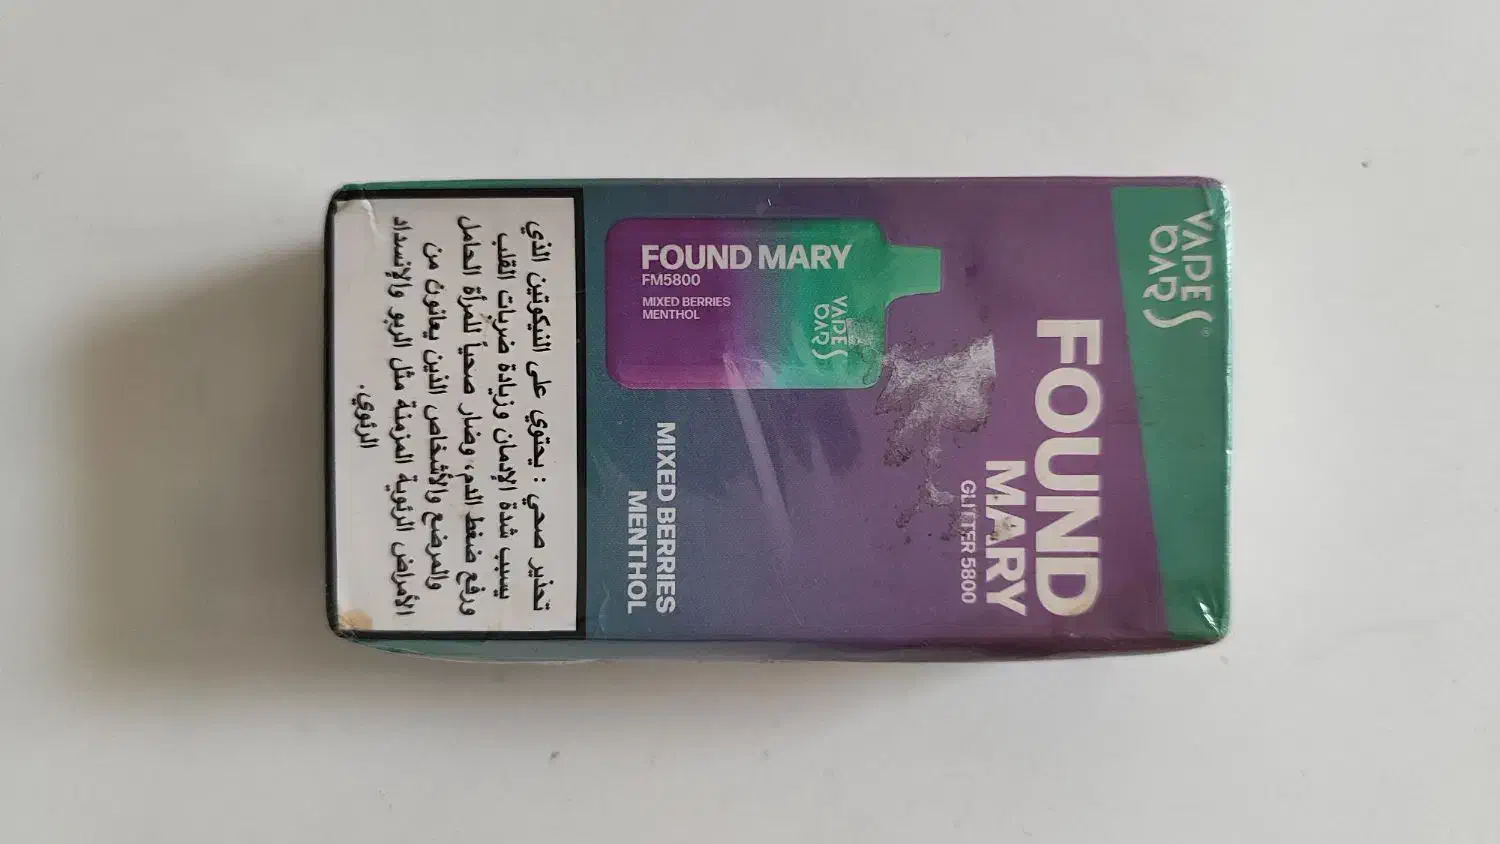 VAPES
BARS®
FOUND
MARY
GLITTER 5800
FOUND MARY
FM5800
MIXED BERRIES
MENTHOL
VAPES
BARS
MIXED BERRIES
MENTHOL
تحذير صحي : يحتوي على النيكوتين الذي
يسبب شدة الإدمان وزيادة ضربات القلب
ورفع ضغط الدم، وضار صحياً للمرأة الحامل
والمرضع والأشخاص الذين يعانون من
الأمراض الرئوية المزمنة مثل الربو والإنسداد
الرئوي.